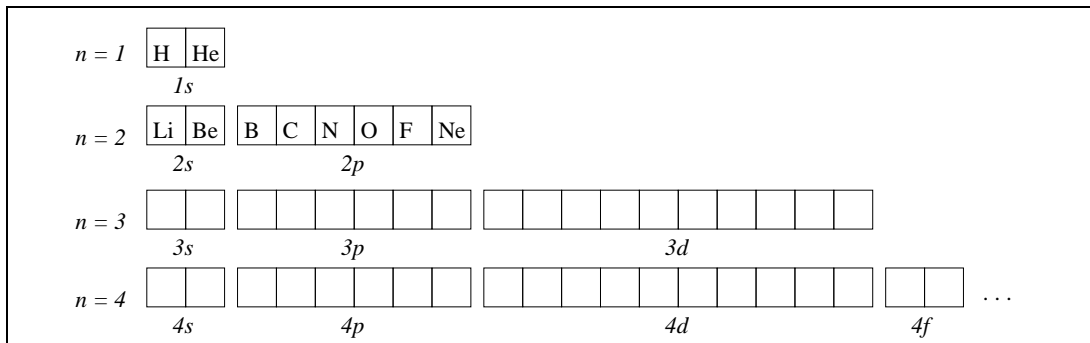 n = 1 H He
1s
n = 2 Li Be B C N O F Ne
2s 2p
n = 3
3s 3p 3d
n = 4 . . .
4s 4p 4d 4f